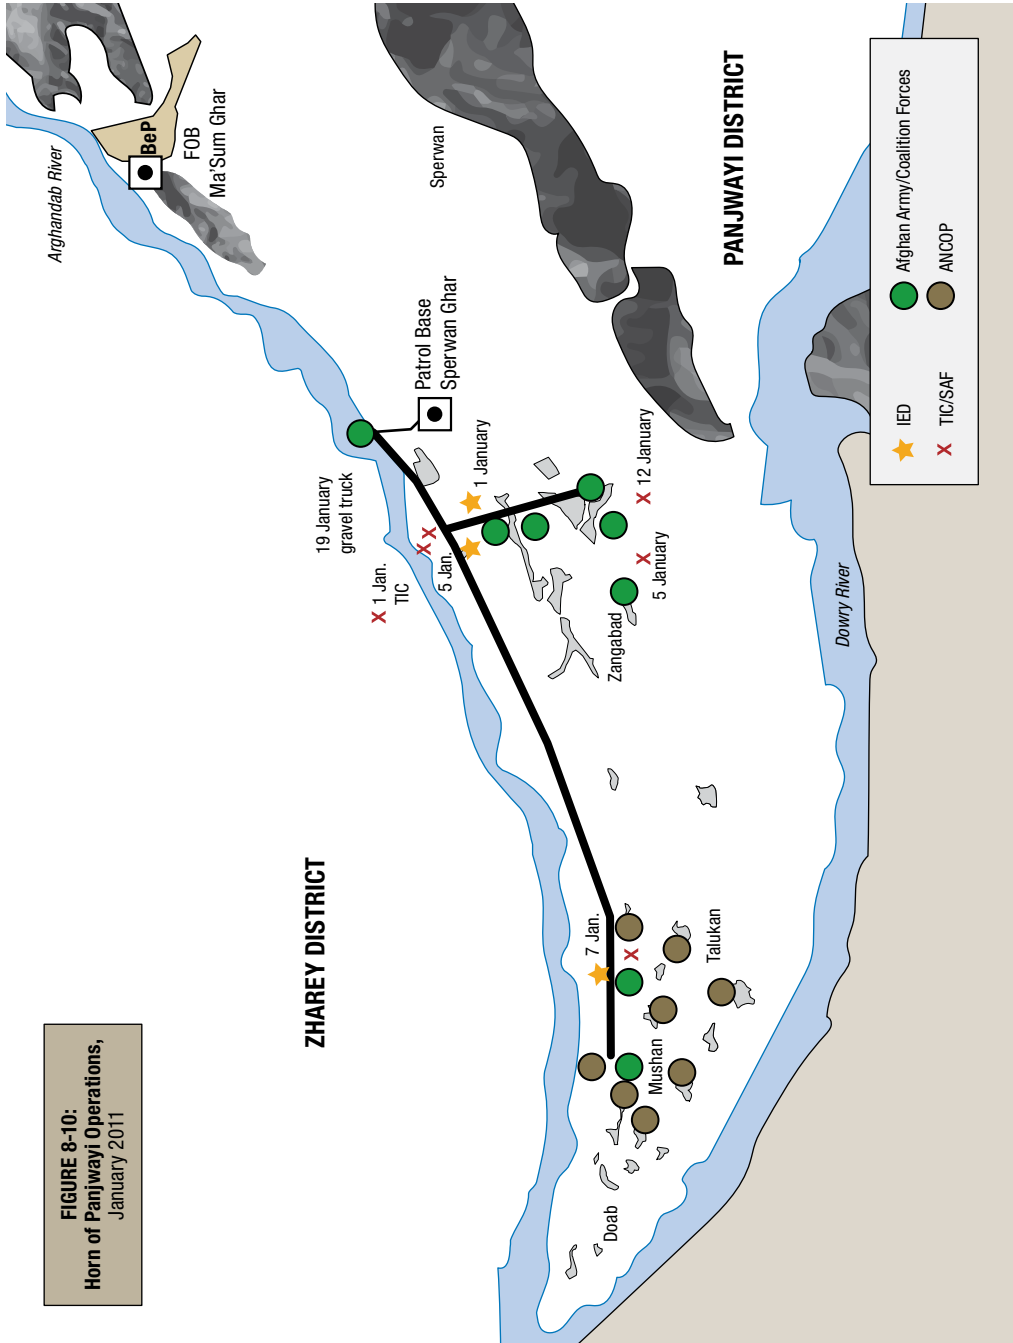 FIGURE 8-10:
Horn of Panjwayi Operations,
January 2011
ZHAREY DISTRICT
Arghandab River
BeP
FOB
Ma'Sum Ghar
Sperwan
PANJWAYI DISTRICT
Patrol Base
Sperwan Ghar
19 January
gravel truck
X 1 Jan.
TIC
X X
5 Jan.
1 January
X 12 January
X
5 January
Zangabad
7 Jan.
X
Mushan
Talukan
Doab
Dowry River
IED
X TIC/SAF
Afghan Army/Coalition Forces
ANCOP